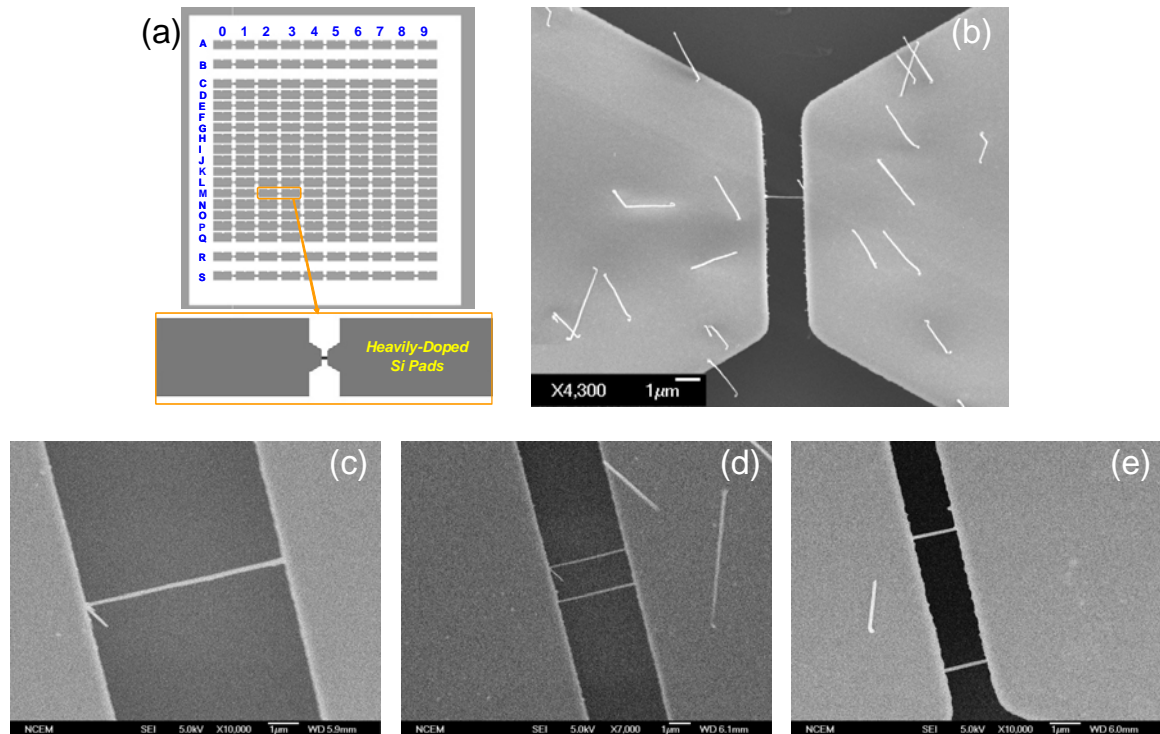 (a)
0 1 2 3 4 5 6 7 8 9
A
B
C
D
E
F
G
H
I
J
K
L
M
N
O
P
Q
R
S
Heavily-Doped
Si Pads
(b)
X4,300 1μm
(c)
NCEM SEI 5.0kV X10,000 1μm WD 5.9mm
(d)
NCEM SEI 5.0kV X7,000 1μm WD 6.1mm
(e)
NCEM SEI 5.0kV X10,000 1μm WD 6.0mm